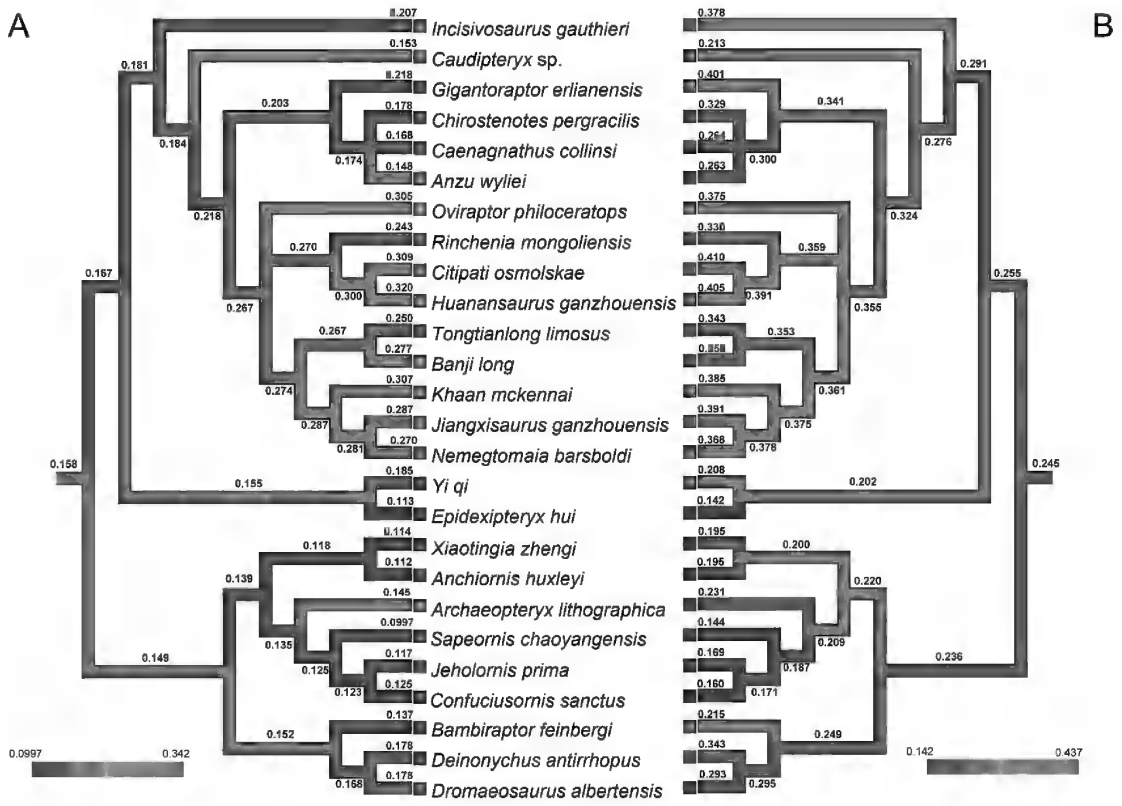 A
B
0.207 Incisivosaurus gauthieri 0.378
0.153 Caudipteryx sp. 0.213
0.181 0.291
0.218 Gigantoraptor erlianensis 0.401
0.203 0.341
0.178 Chirostenotes pergracilis 0.329
0.184 0.276
0.168 Caenagnathus collinsi 0.264
0.174 0.300
0.148 Anzu wyliei 0.263
0.305 Oviraptor philoceratops 0.375
0.218 0.324
0.243 Rinchenia mongoliensis 0.330
0.270 0.359
0.309 Citipati osmolskae 0.410
0.167 0.255
0.320 Huanansaurus ganzhouensis 0.405
0.300 0.391
0.267 0.355
0.250 Tongtianlong limosus 0.343
0.267 0.353
0.277 Banji long
0.274 0.361
0.307 Khaan mckennai 0.385
0.287 Jiangxisaurus ganzhouensis 0.391
0.287 0.375
0.270 Nemegtomaia barsboldi 0.368
0.281 0.378
0.158 0.245
0.185 Yi qi 0.208
0.155 0.202
0.113 Epidexipteryx hui 0.142
0.114 Xiaotingia zhengi 0.195
0.118 0.200
0.112 Anchiornis huxleyi 0.195
0.139 0.220
0.145 Archaeopteryx lithographica 0.231
0.0997 Sapeornis chaoyangensis 0.144
0.135 0.209
0.117 Jeholornis prima 0.169
0.125 0.187
0.149 0.236
0.125 Confuciusornis sanctus 0.160
0.123 0.171
0.137 Bambiraptor feinbergi 0.215
0.152 0.249
0.178 Deinonychus antirrhopus 0.343
0.178 Dromaeosaurus albertensis 0.293
0.168 0.295
0.0997 0.342
0.142 0.437